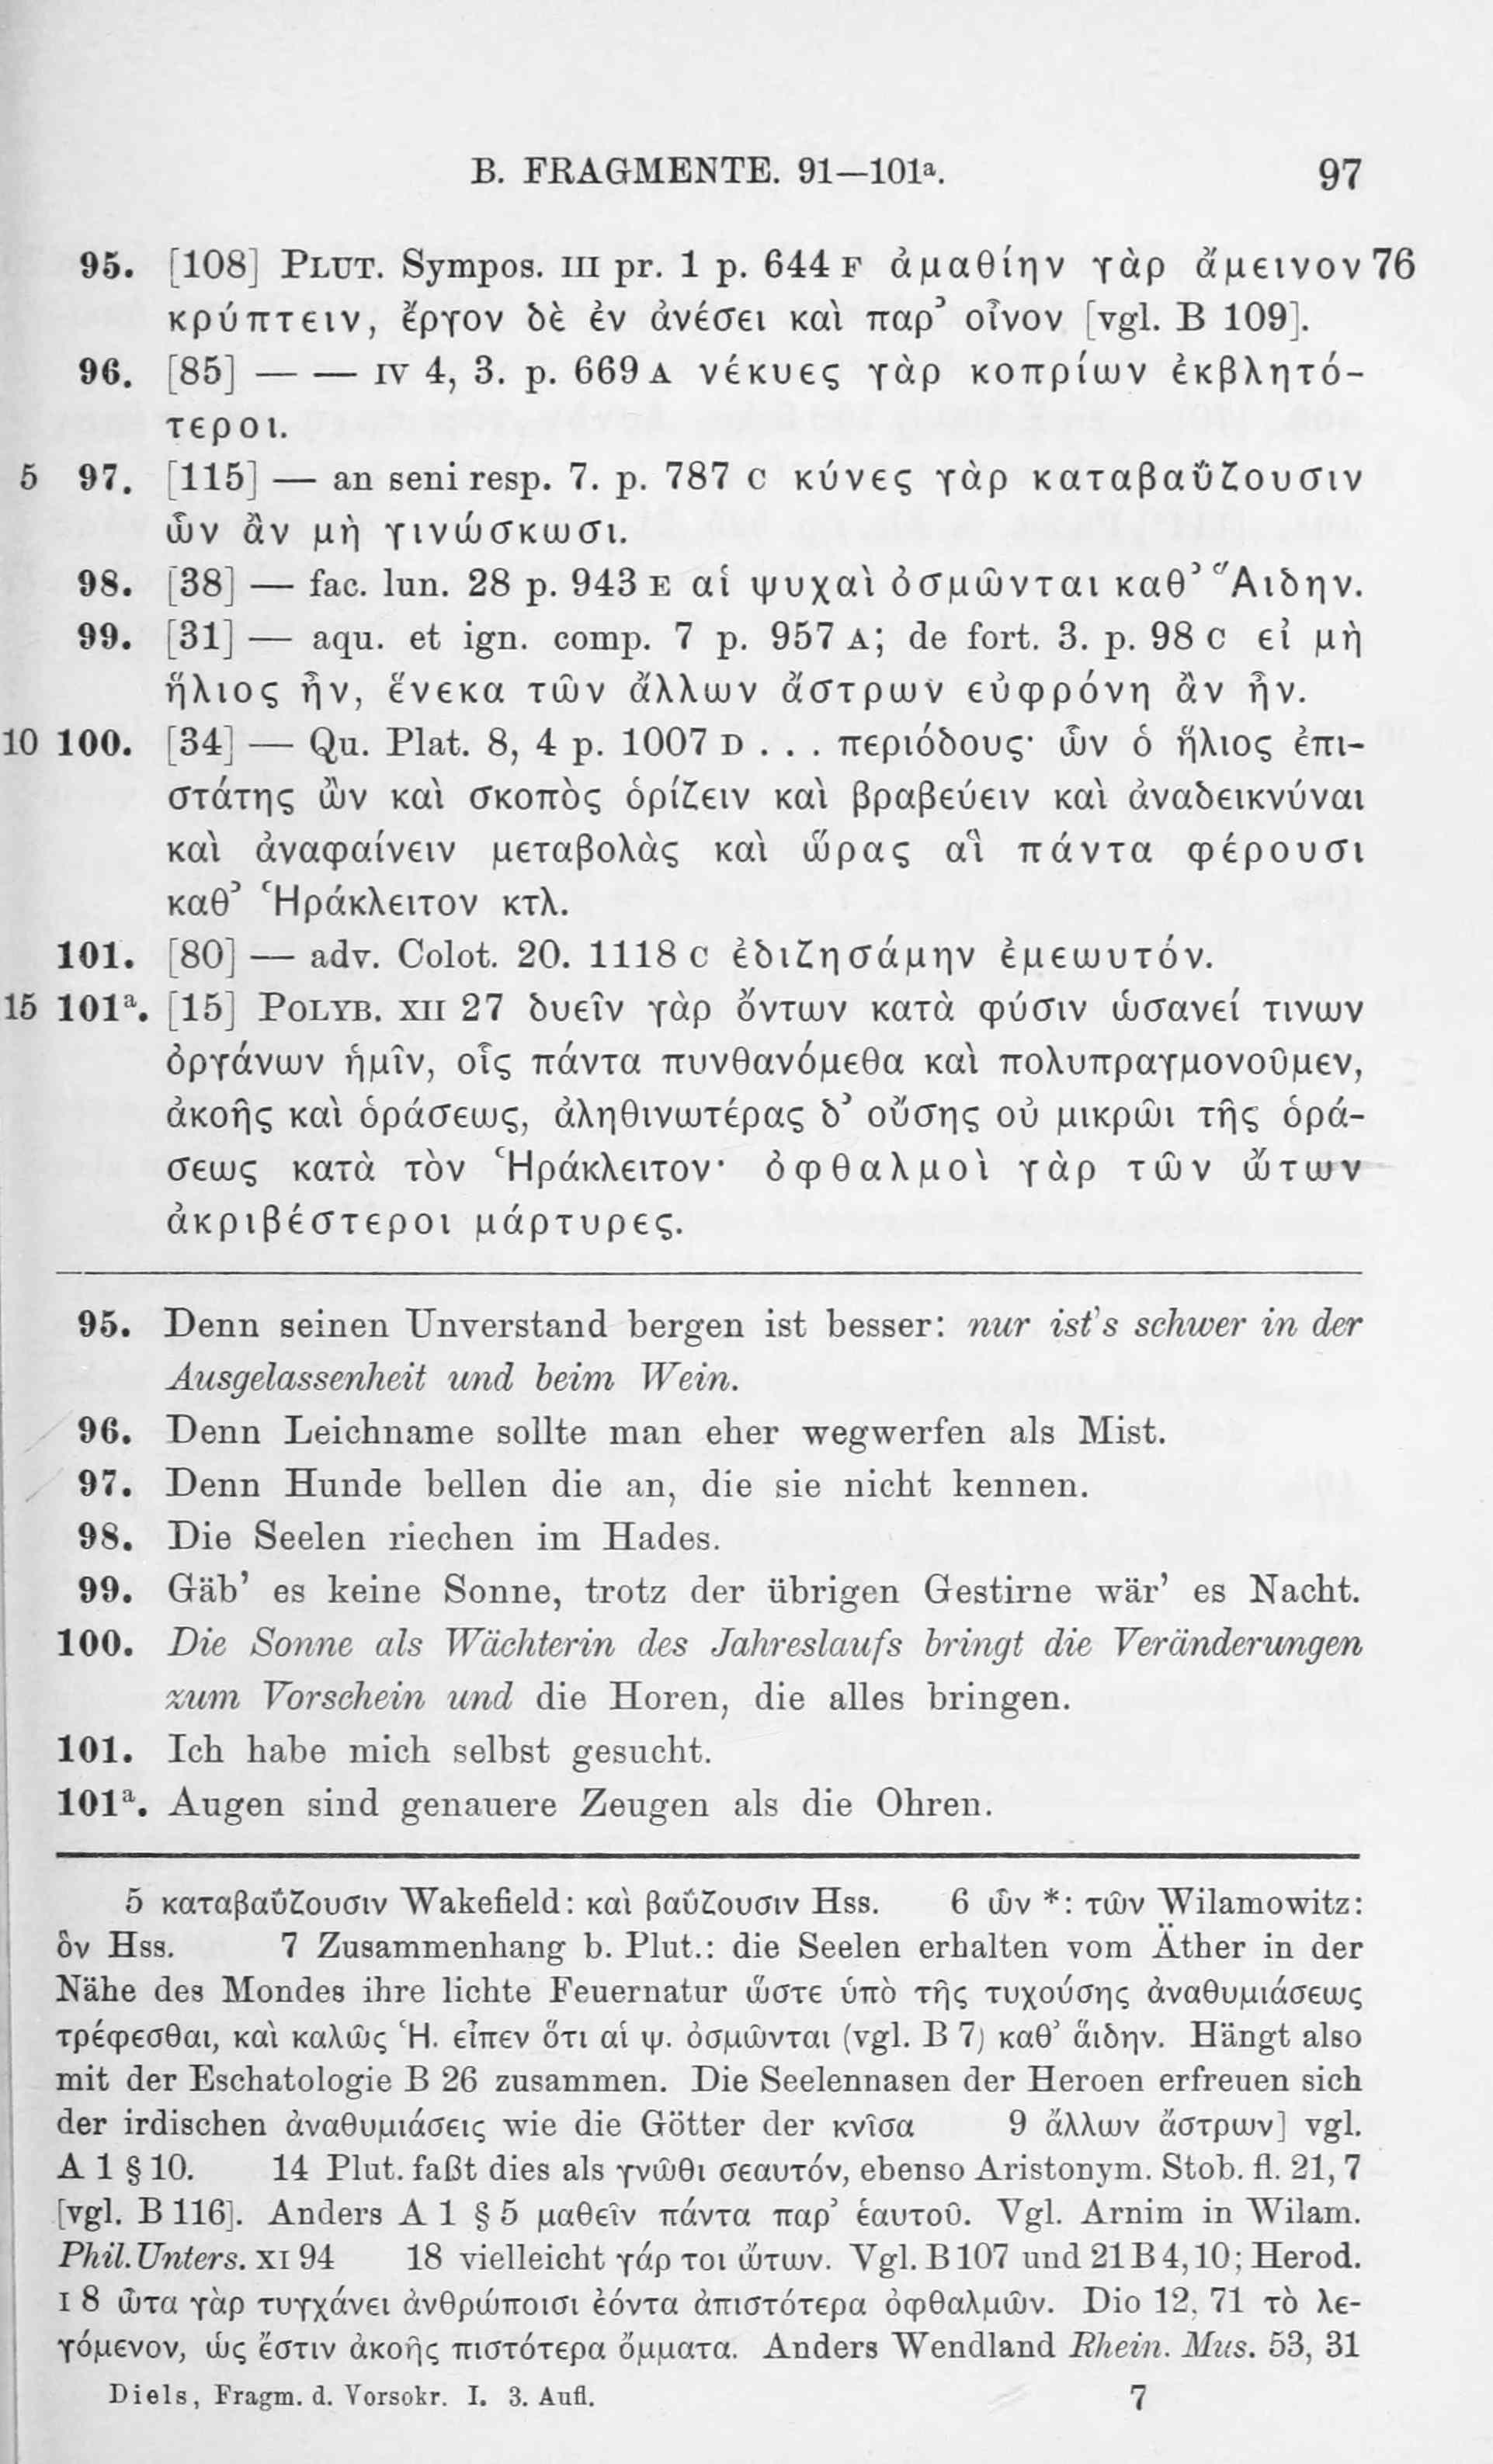 B. FRAGMENTE. 91—101ª. 97
95. [108] PLUT. Sympos. III pr. 1 p. 644 F ἀμαθίην γὰρ ἄμεινον 76
κρύπτειν, ἔργον δὲ ἐν ἀνέσει καὶ παρ’ οἶνον [vgl. B 109].
96. [85] — — IV 4, 3. p. 669 A νέκυες γὰρ κοπρίων ἐκβλητό-
τεροι.
5 97. [115] — an seni resp. 7. p. 787 C κύνες γὰρ καταβαΰζουσιν
ὧν ἂν μὴ γινώσκωσι.
98. [38] — fac. lun. 28 p. 943 E αἱ ψυχαὶ ὀσμῶνται καθ’ Ἅιδην.
99. [31] — aqu. et ign. comp. 7 p. 957 A; de fort. 3. p. 98 C εἰ μὴ
ἥλιος ἦν, ἕνεκα τῶν ἄλλων ἄστρων εὐφρόνη ἂν ἦν.
10 100. [34] — Qu. Plat. 8, 4 p. 1007 D . . . περιόδους· ὧν ὁ ἥλιος ἐπι-
στάτης ὢν καὶ σκοπὸς ὁρίζειν καὶ βραβεύειν καὶ ἀναδεικνύναι
καὶ ἀναφαίνειν μεταβολὰς καὶ ὥρας αἳ πάντα φέρουσι
καθ’ Ἡράκλειτον κτλ.
101. [80] — adv. Colot. 20. 1118 C ἐδιζησάμην ἐμεωυτόν.
15 101ª. [15] POLYB. XII 27 δυεῖν γὰρ ὄντων κατὰ φύσιν ὡσανεί τινων
ὀργάνων ἡμῖν, οἷς πάντα πυνθανόμεθα καὶ πολυπραγμονοῦμεν,
ἀκοῆς καὶ ὁράσεως, ἀληθινωτέρας δ’ οὔσης οὐ μικρῶι τῆς ὁρά-
σεως κατὰ τὸν Ἡράκλειτον· ὀφθαλμοὶ γὰρ τῶν ὤτων
ἀκριβέστεροι μάρτυρες.
95. Denn seinen Unverstand bergen ist besser: nur ist's schwer in der
Ausgelassenheit und beim Wein.
96. Denn Leichname sollte man eher wegwerfen als Mist.
97. Denn Hunde bellen die an, die sie nicht kennen.
98. Die Seelen riechen im Hades.
99. Gäb’ es keine Sonne, trotz der übrigen Gestirne wär’ es Nacht.
100. Die Sonne als Wächterin des Jahreslaufs bringt die Veränderungen
zum Vorschein und die Horen, die alles bringen.
101. Ich habe mich selbst gesucht.
101ª. Augen sind genauere Zeugen als die Ohren.
5 καταβαΰζουσιν Wakefield: καὶ βαΰζουσιν Hss. 6 ὧν *: τῶν Wilamowitz:
ὃν Hss. 7 Zusammenhang b. Plut.: die Seelen erhalten vom Äther in der
Nähe des Mondes ihre lichte Feuernatur ὥστε ὑπὸ τῆς τυχούσης ἀναθυμιάσεως
τρέφεσθαι, καὶ καλῶς Ἡ. εἶπεν ὅτι αἱ ψ. ὀσμῶνται (vgl. B 7) καθ’ ἅιδην. Hängt also
mit der Eschatologie B 26 zusammen. Die Seelennasen der Heroen erfreuen sich
der irdischen ἀναθυμιάσεις wie die Götter der κνῖσα 9 ἄλλων ἄστρων] vgl.
A 1 § 10. 14 Plut. faßt dies als γνῶθι σεαυτόν, ebenso Aristonym. Stob. fl. 21, 7
[vgl. B 116]. Anders A 1 § 5 μαθεῖν πάντα παρ’ ἑαυτοῦ. Vgl. Arnim in Wilam.
Phil. Unters. XI 94 18 vielleicht γάρ τοι ὤτων. Vgl. B 107 und 21 B 4, 10; Herod.
I 8 ὦτα γὰρ τυγχάνει ἀνθρώποισι ἐόντα ἀπιστότερα ὀφθαλμῶν. Dio 12, 71 τὸ λε-
γόμενον, ὡς ἔστιν ἀκοῆς πιστότερα ὄμματα. Anders Wendland Rhein. Mus. 53, 31
Diels, Fragm. d. Vorsokr. I. 3. Aufl. 7